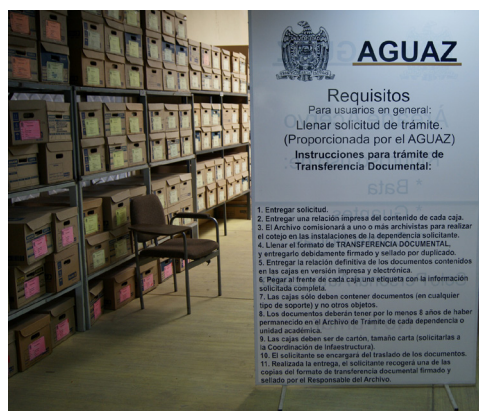 AGUAZ
Requisitos
Para usuarios en general:
Llenar solicitud de trámite.
(Proporcionada por el AGUAZ)
Instrucciones para trámite de
Transferencia Documental:
1. Entregar solicitud.
2. Entregar una relación impresa del contenido de cada caja.
3. El Archivo comisionará a uno o más archivistas para realizar
el cotejo en las instalaciones de la dependencia solicitante.
4. Llenar el formato de TRANSFERENCIA DOCUMENTAL,
y entregarlo debidamente firmado y sellado por duplicado.
5. Entregar la relación definitiva de los documentos contenidos
en las cajas en versión impresa y electrónica.
6. Pegar al frente de cada caja una etiqueta con la información
solicitada completa.
7. Las cajas sólo deben contener documentos (en cualquier
tipo de soporte) y no otros objetos.
8. Los documentos deberán tener por lo menos 8 años de haber
permanecido en el Archivo de Trámite de cada dependencia o
unidad académica.
9. Las cajas deben ser de cartón, tamaño carta (solicitarlas a
la Coordinación de Infaestructura).
10. El solicitante se encargará del traslado de los documentos.
11. Realizada la entrega, el solicitante recogerá una de las
copias del formato de transferencia documental firmado y
sellado por el Responsable del Archivo.